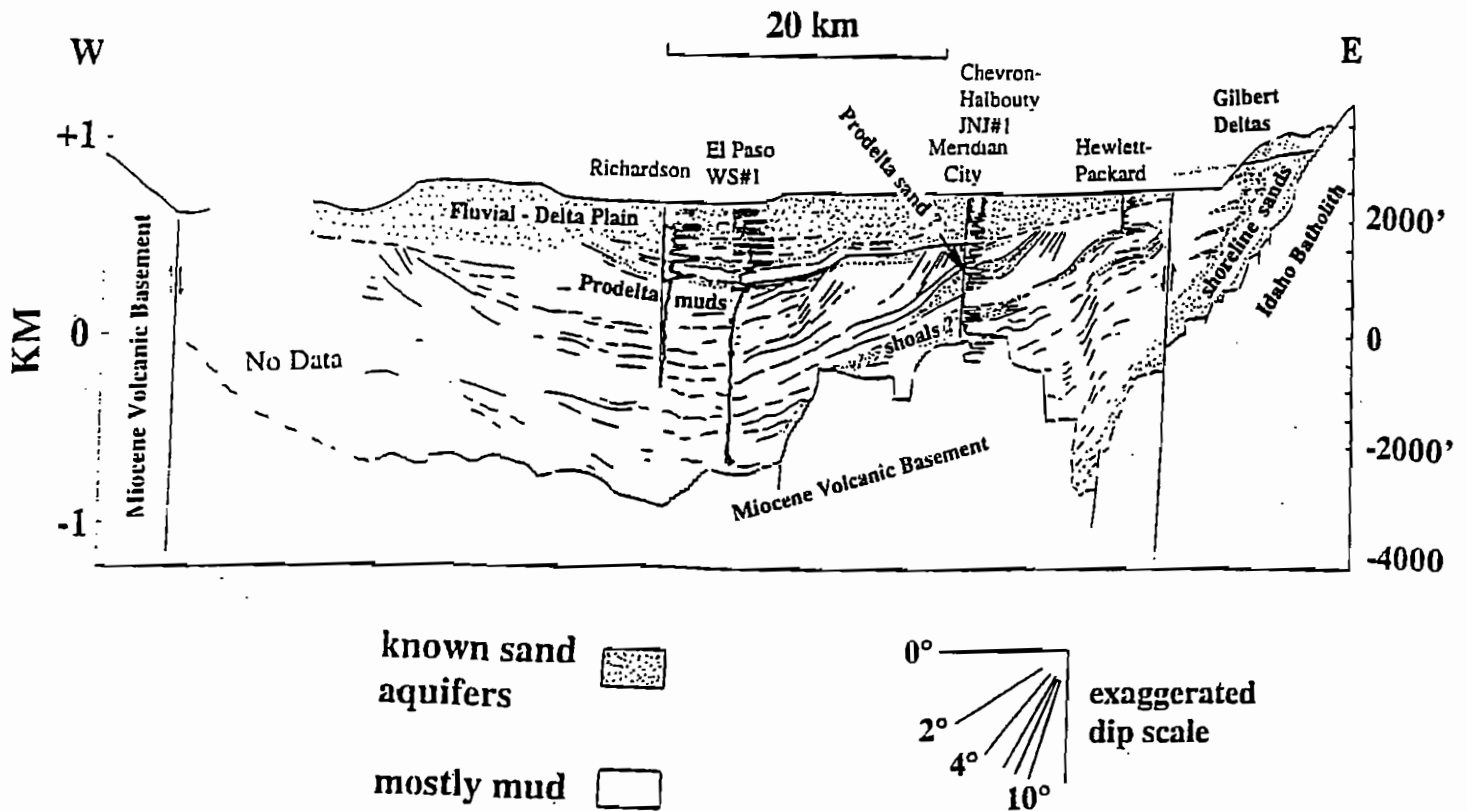 20 km
W
E
Chevron-
Halbouty
JNJ#1
Meridian
City
Gilbert
Deltas
+1
Richardson
El Paso
WS#1
Prodelta sand ?
Hewlett-
Packard
Fluvial - Delta Plain
2000'
shoreline sands
Idaho Batholith
Miocene Volcanic Basement
Prodelta muds
KM
0
No Data
shoals ?
0
Miocene Volcanic Basement
-2000'
-1
-4000
known sand
aquifers
mostly mud
0°
2°
4°
10°
exaggerated
dip scale